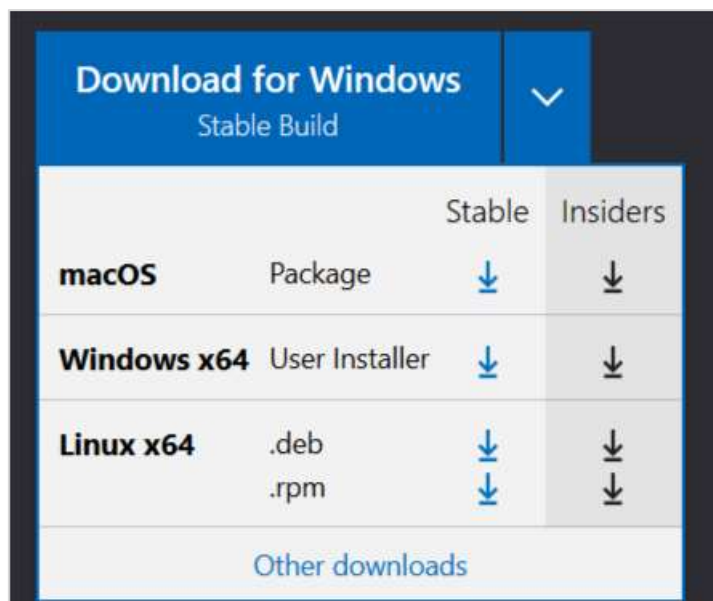 Download for Windows
Stable Build
Stable Insiders
macOS Package
Windows x64 User Installer
Linux x64 .deb
.rpm
Other downloads